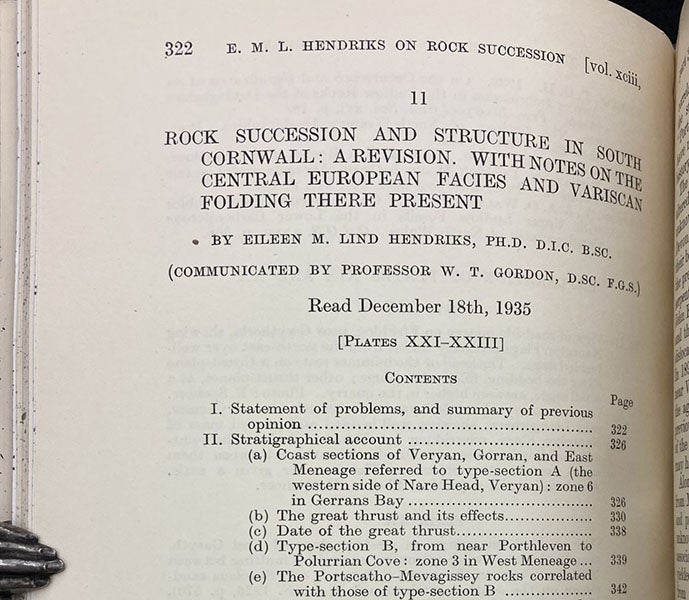 322 E. M. L. HENDRIKS ON ROCK SUCCESSION [vol. xciii,
11
ROCK SUCCESSION AND STRUCTURE IN SOUTH
CORNWALL: A REVISION. WITH NOTES ON THE
CENTRAL EUROPEAN FACIES AND VARISCAN
FOLDING THERE PRESENT
BY EILEEN M. LIND HENDRIKS, PH.D. D.I.C. B.SC.
(COMMUNICATED BY PROFESSOR W. T. GORDON, D.SC. F.G.S.)
Read December 18th, 1935
[PLATES XXI–XXIII]
CONTENTS
Page
I. Statement of problems, and summary of previous
opinion ........ 322
II. Stratigraphical account ........ 326
(a) Coast sections of Veryan, Gorran, and East
Meneage referred to type-section A (the
western side of Nare Head, Veryan): zone 6
in Gerrans Bay ........ 326
(b) The great thrust and its effects ........ 330
(c) Date of the great thrust ........ 338
(d) Type-section B, from near Porthleven to
Polurrian Cove: zone 3 in West Meneage ... 339
(e) The Portscatho–Mevagissey rocks correlated
with those of type-section B ........ 342